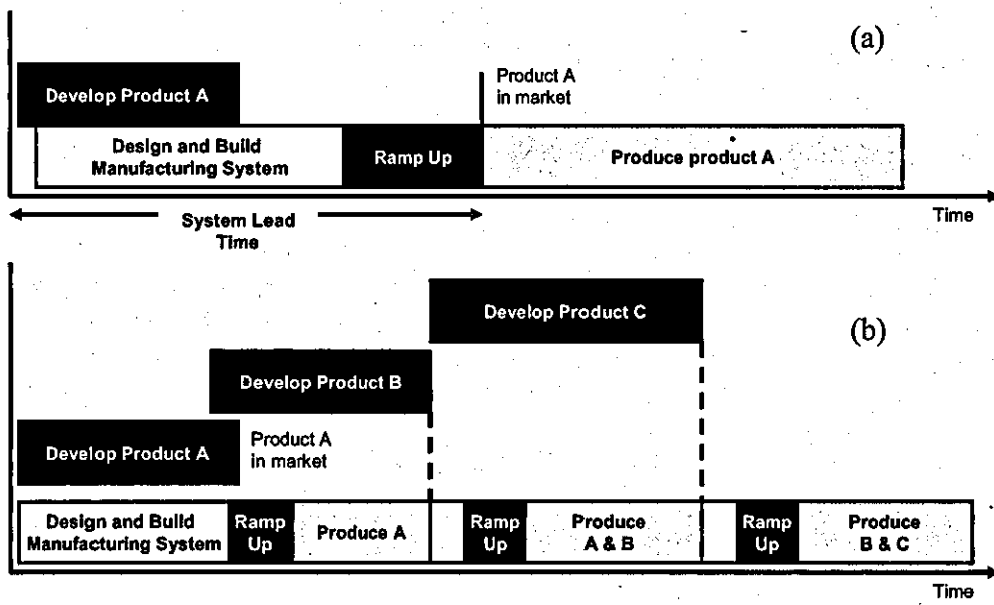 (a)
Develop Product A
Product A
in market
Design and Build
Manufacturing System
Ramp Up
Produce product A
Time
System Lead
Time
Develop Product C
(b)
Develop Product B
Develop Product A
Product A
in market
Design and Build
Manufacturing System
Ramp
Up
Produce A
Ramp
Up
Produce
A & B
Ramp
Up
Produce
B & C
Time